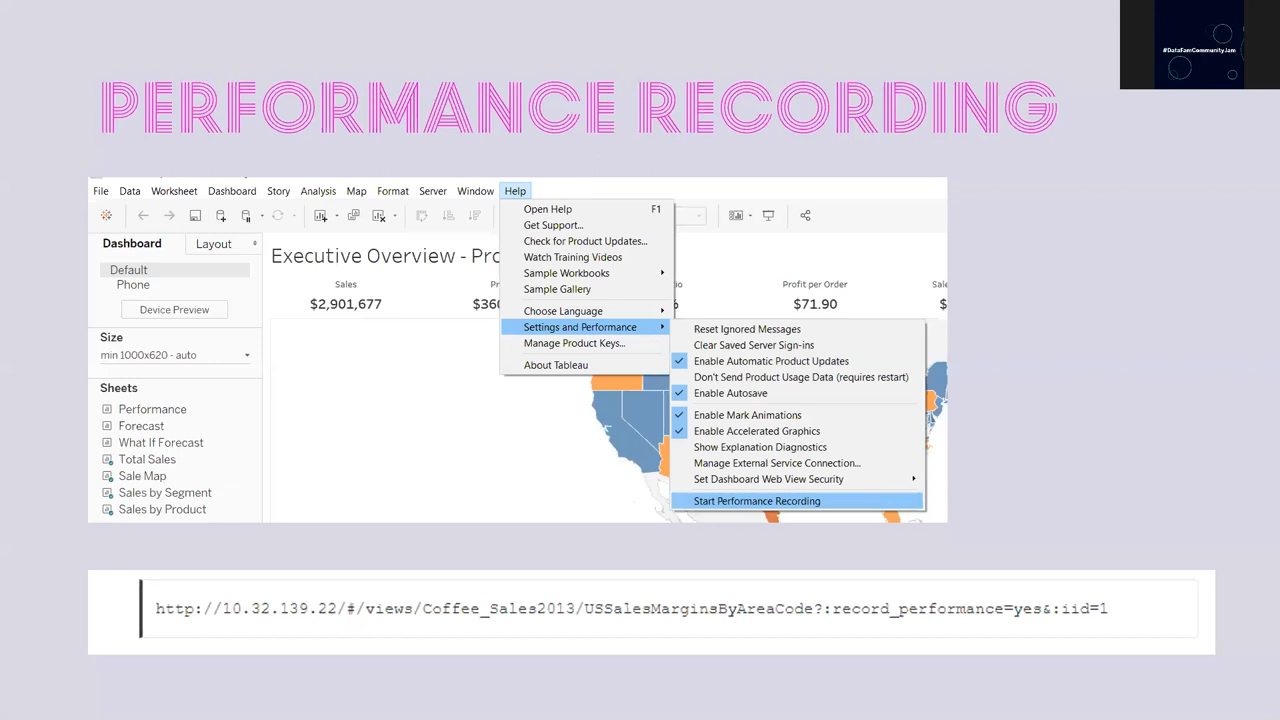 #DataFamCommunityJam
PERFORMANCE RECORDING
File Data Worksheet Dashboard Story Analysis Map Format Server Window Help
Dashboard Layout
Default
Phone
Device Preview
Size
min 1000x620 - auto
Sheets
Performance
Forecast
What If Forecast
Total Sales
Sale Map
Sales by Segment
Sales by Product
Executive Overview - Pro
Sales
$2,901,677
$360
Profit per Order
$71.90
Open Help F1
Get Support...
Check for Product Updates...
Watch Training Videos
Sample Workbooks
Sample Gallery
Choose Language
Settings and Performance
Manage Product Keys...
About Tableau
Reset Ignored Messages
Clear Saved Server Sign-ins
Enable Automatic Product Updates
Don't Send Product Usage Data (requires restart)
Enable Autosave
Enable Mark Animations
Enable Accelerated Graphics
Show Explanation Diagnostics
Manage External Service Connection...
Set Dashboard Web View Security
Start Performance Recording
http://10.32.139.22/#/views/Coffee_Sales2013/USSalesMarginsByAreaCode?:record_performance=yes&:iid=1